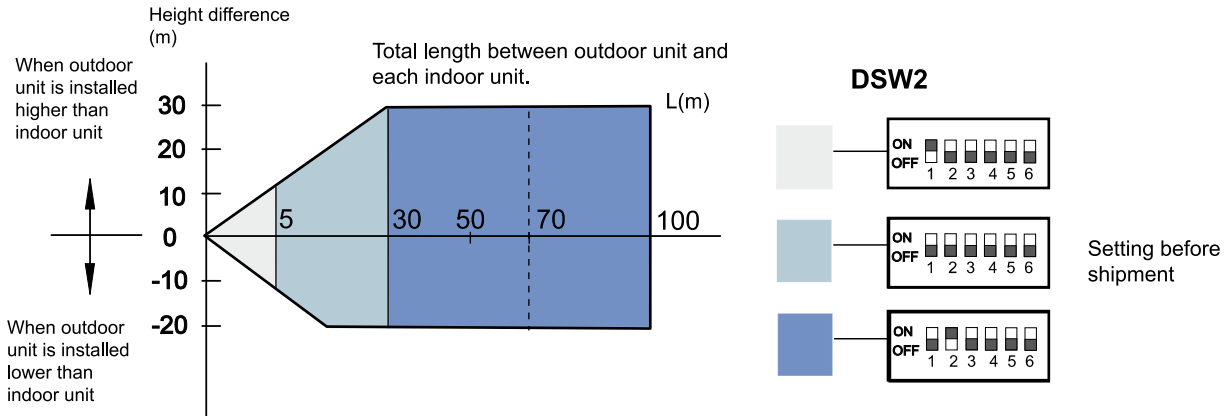 Height difference
(m)
When outdoor
unit is installed
higher than
indoor unit
Total length between outdoor unit and
each indoor unit.
L(m)
30
20
10
0
-10
-20
5
30
50
70
100
When outdoor
unit is installed
lower than
indoor unit
DSW2
ON
OFF
1 2 3 4 5 6
ON
OFF
1 2 3 4 5 6
Setting before
shipment
ON
OFF
1 2 3 4 5 6